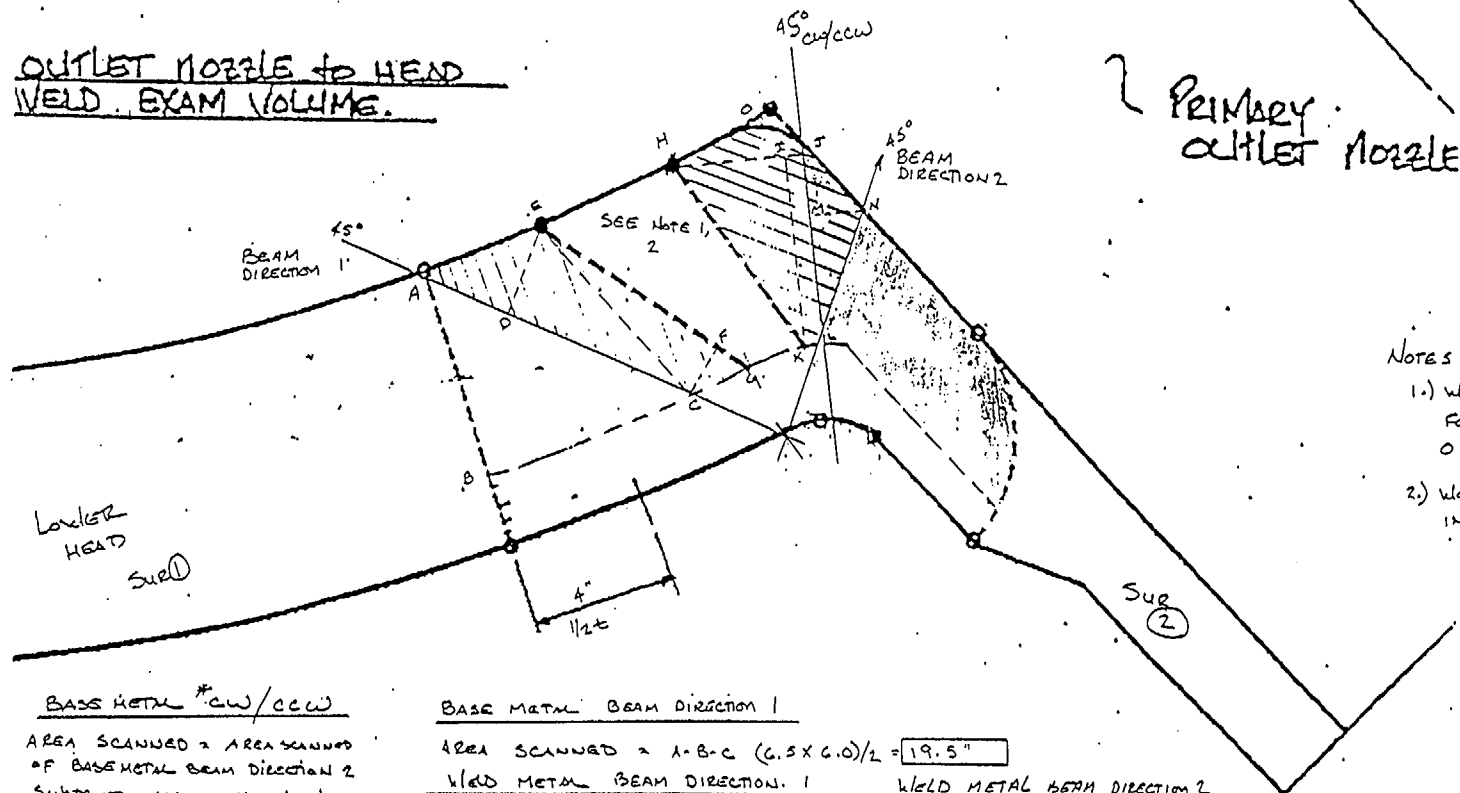 OUTLET NOZZLE to HEAD
WELD. EXAM VOLUME.
45°
CW/CCW
PRIMARY
OUTLET NOZZLE
45°
BEAM
DIRECTION 2
45°
BEAM
DIRECTION 1
SEE NOTE 1,
2
A
B
C
D
E
F
G
H
I
J
K
M
N
O
NOTES
1.)
2.)
LOWER
HEAD
SUR 1
4"
1/2t
SUR
2
BASE METAL *CW/CCW
AREA SCANNED = AREA SCANNED
OF BASE METAL BEAM DIRECTION 2
BASE METAL BEAM DIRECTION 1
AREA SCANNED = A-B-C (6.5 X 6.0)/2 = 19.5"
WELD METAL BEAM DIRECTION. 1
WELD METAL BEAM DIRECTION 2